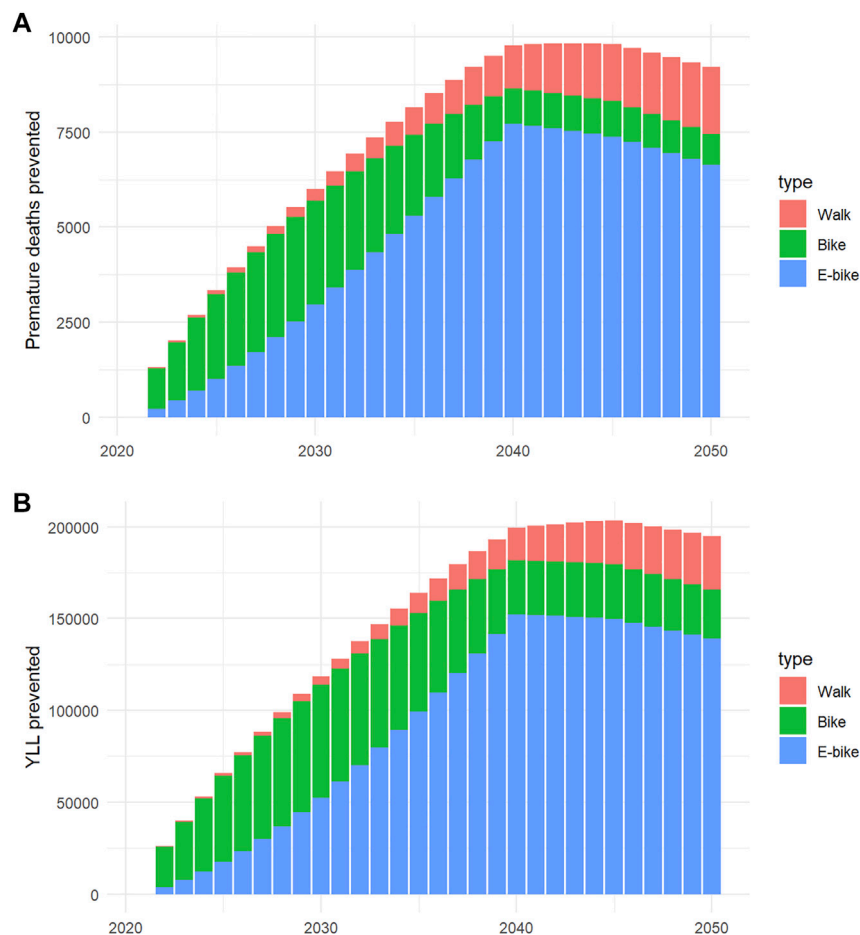 A
Premature deaths prevented
10000
7500
5000
2500
0
2020
2030
2040
2050
type
Walk
Bike
E-bike
B
YLL prevented
200000
150000
100000
50000
0
2020
2030
2040
2050
type
Walk
Bike
E-bike